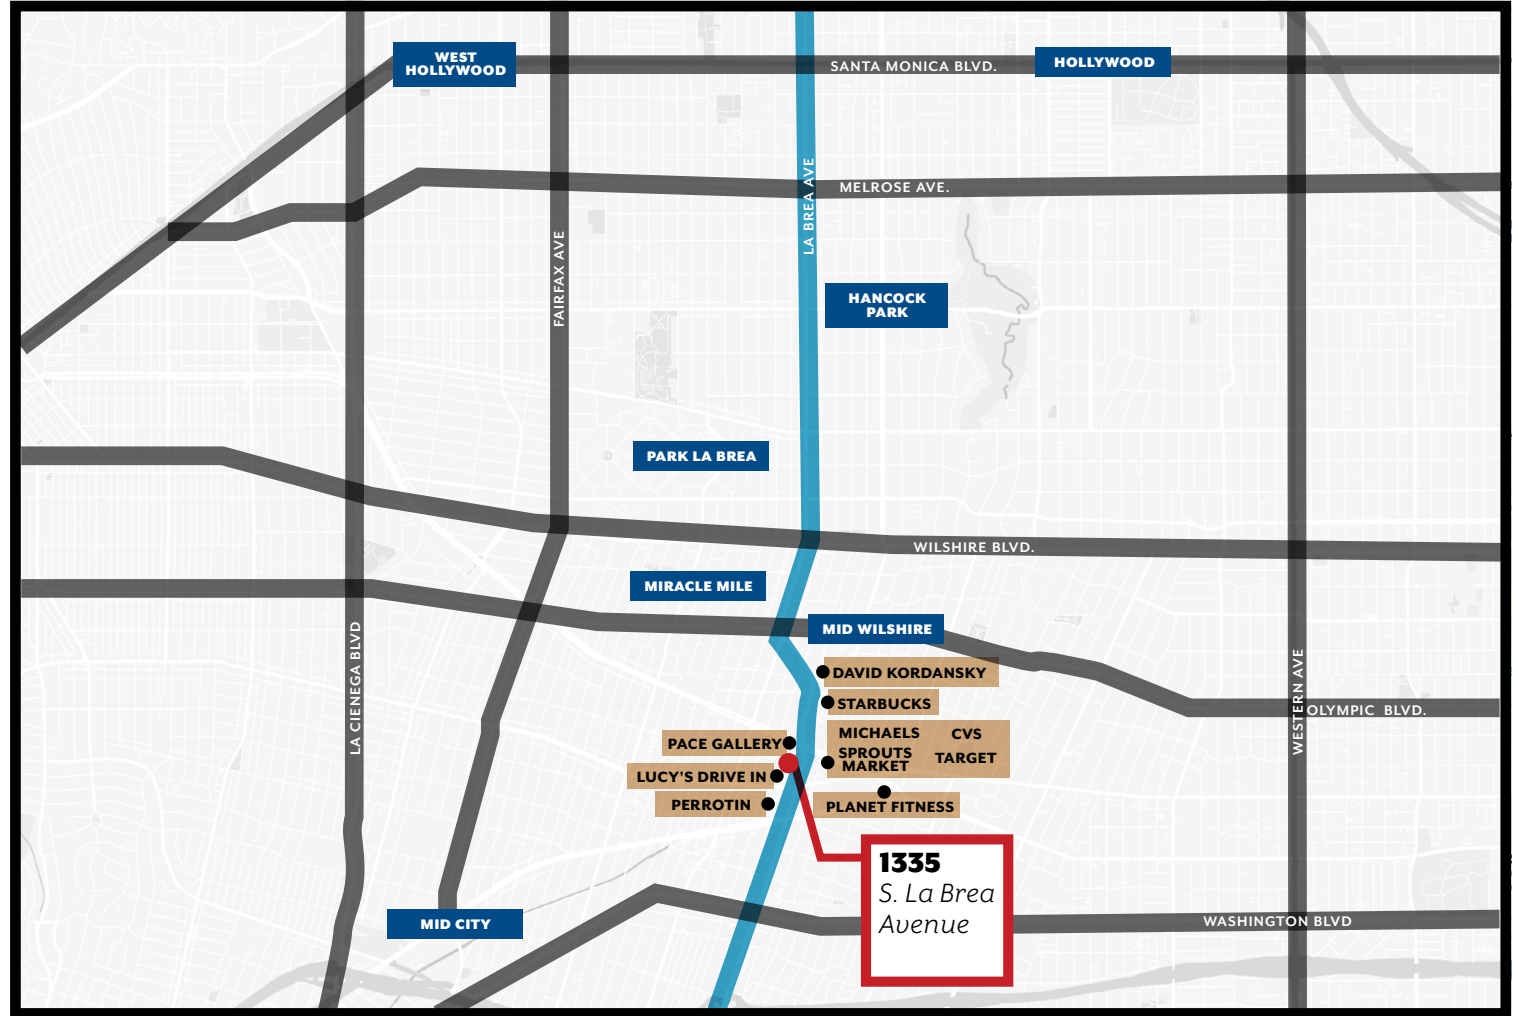 WEST
HOLLYWOOD
SANTA MONICA BLVD.
HOLLYWOOD
LA BREA AVE
MELROSE AVE.
FAIRFAX AVE
HANCOCK
PARK
PARK LA BREA
WILSHIRE BLVD.
MIRACLE MILE
MID WILSHIRE
LA CIENEGA BLVD
WESTERN AVE
DAVID KORDANSKY
STARBUCKS
OLYMPIC BLVD.
PACE GALLERY
MICHAELS
CVS
SPROUTS
MARKET
TARGET
LUCY'S DRIVE IN
PERROTIN
PLANET FITNESS
1335
S. La Brea
Avenue
MID CITY
WASHINGTON BLVD